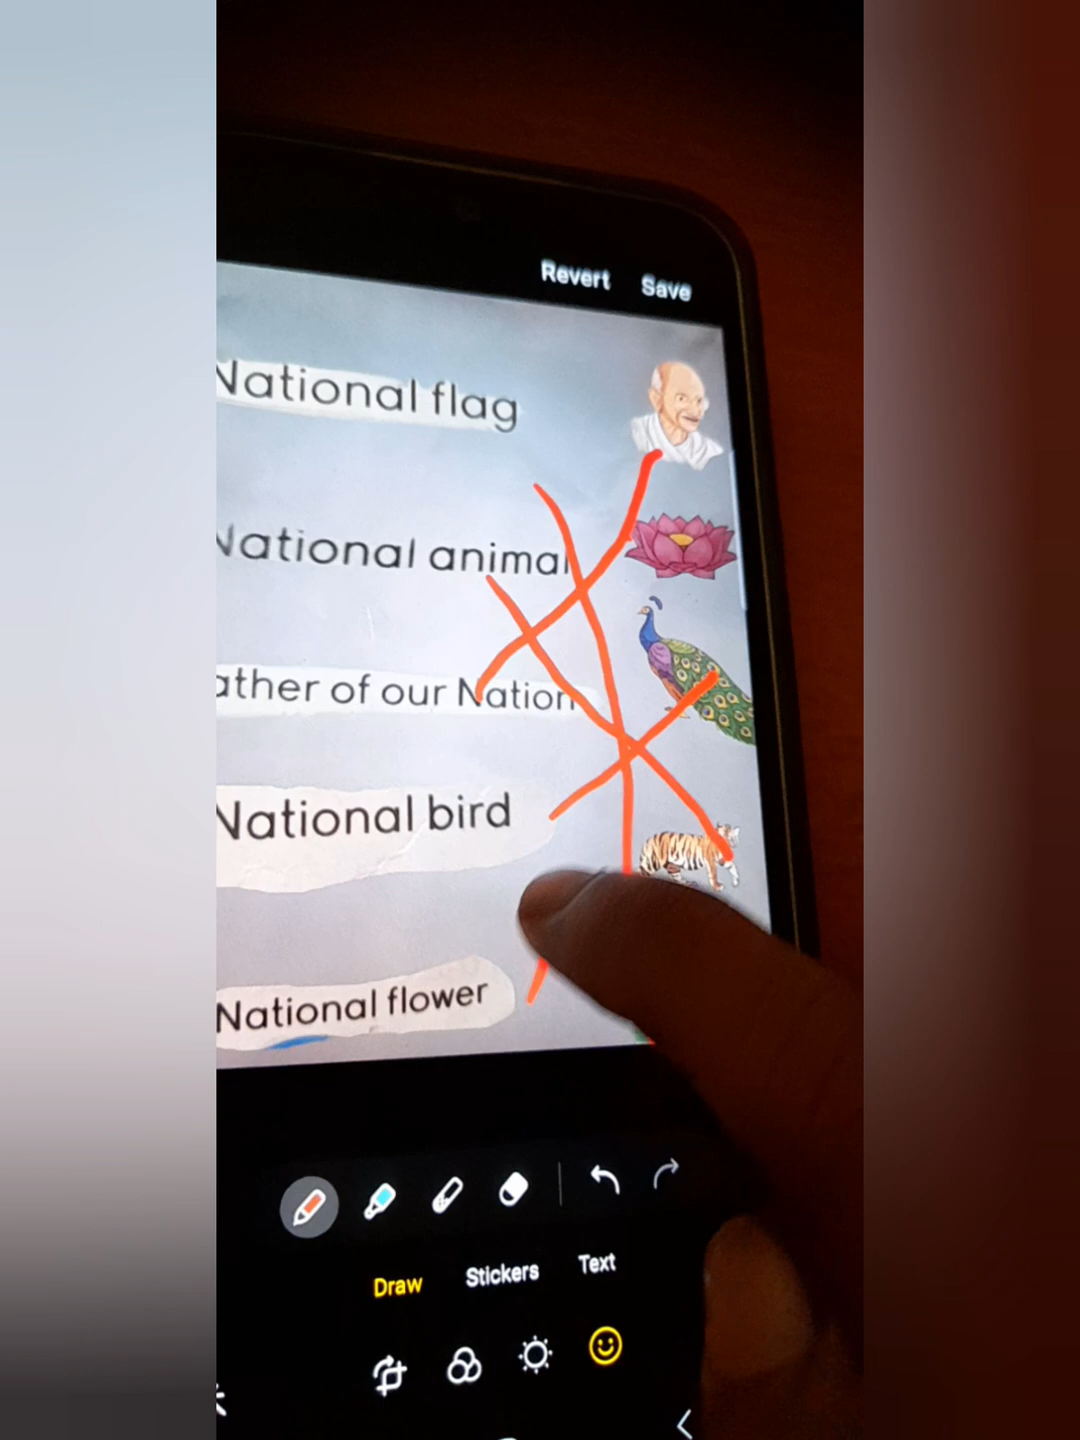 Revert Save
National flag
National animal
ather of our Nation
National bird
National flower
Draw Stickers Text